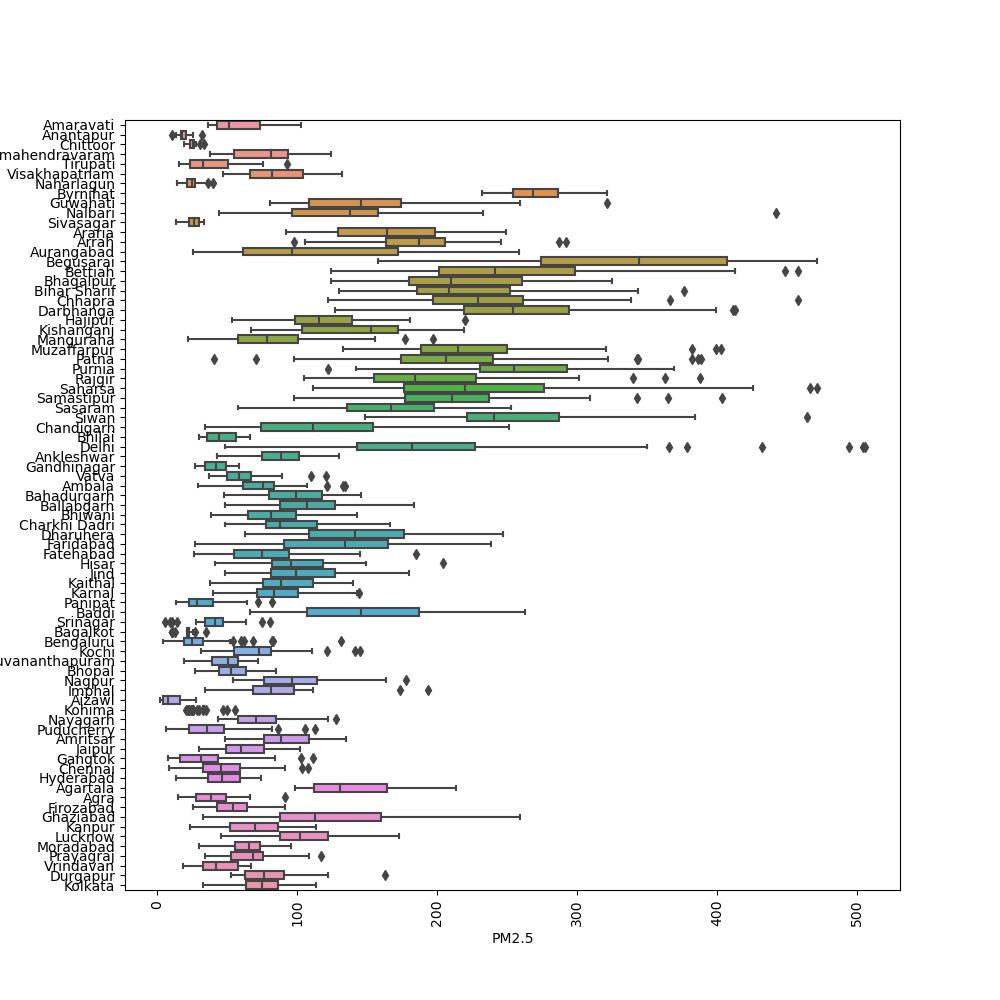 Amaravati
Anantapur
Chittoor
mahendravaram
Tirupati
Visakhapatnam
Naharlagun
Byrnihat
Guwahati
Nalbari
Sivasagar
Araria
Arrah
Aurangabad
Begusarai
Bettiah
Bhagalpur
Bihar Sharif
Chhapra
Darbhanga
Hajipur
Kishanganj
Manguraha
Muzaffarpur
Patna
Purnia
Rajgir
Saharsa
Samastipur
Sasaram
Siwan
Chandigarh
Bhilai
Delhi
Ankleshwar
Gandhinagar
Vatva
Ambala
Bahadurgarh
Ballabgarh
Bhiwani
Charkhi Dadri
Dharuhera
Faridabad
Fatehabad
Hisar
Jind
Kaithal
Karnal
Panipat
Baddi
Srinagar
Bagalkot
Bengaluru
Kochi
uvananthapuram
Bhopal
Nagpur
Imphal
Aizawl
Kohima
Nayagarh
Puducherry
Amritsar
Jaipur
Gangtok
Chennai
Hyderabad
Agartala
Agra
Firozabad
Ghaziabad
Kanpur
Lucknow
Moradabad
Prayagraj
Vrindavan
Durgapur
Kolkata
0
100
200
300
400
500
PM2.5